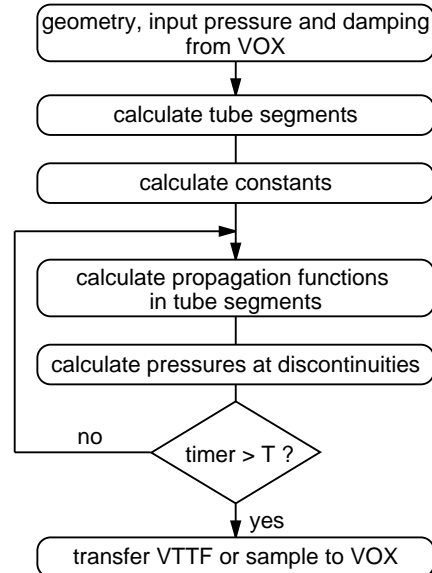 geometry, input pressure and damping
from VOX
calculate tube segments
calculate constants
calculate propagation functions
in tube segments
calculate pressures at discontinuities
no
timer > T ?
yes
transfer VTTF or sample to VOX